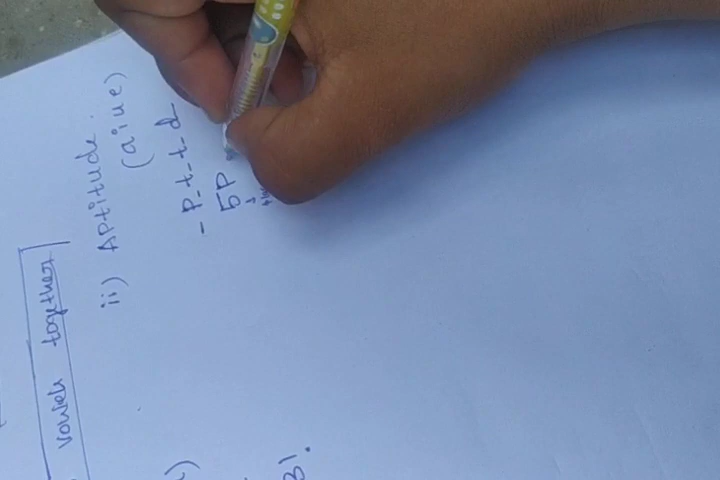 vowels together
ii) Aptitude.
(a i u e)
- P - t - t - d
5P
3!.